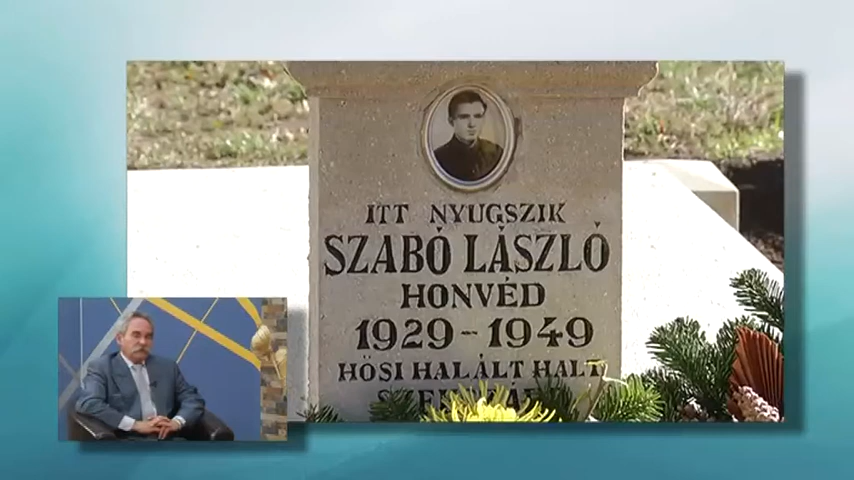 ITT NYUGSZIK
SZABÓ LÁSZLÓ
HONVÉD
1929 - 1949
HŐSI HALÁLT HALT